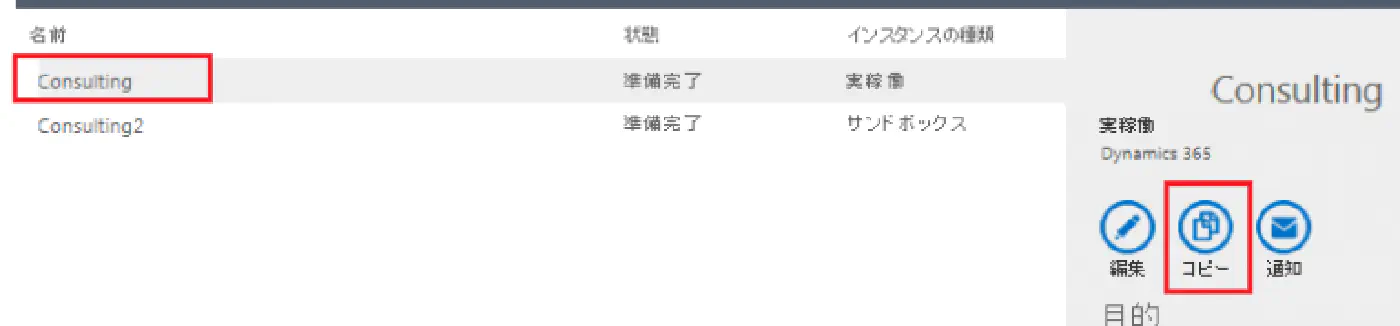 名前 状態 インスタンスの種類
Consulting 準備完了 実稼働
Consulting2 準備完了 サンドボックス
Consulting
実稼働
Dynamics 365
編集 コピー 通知
目的